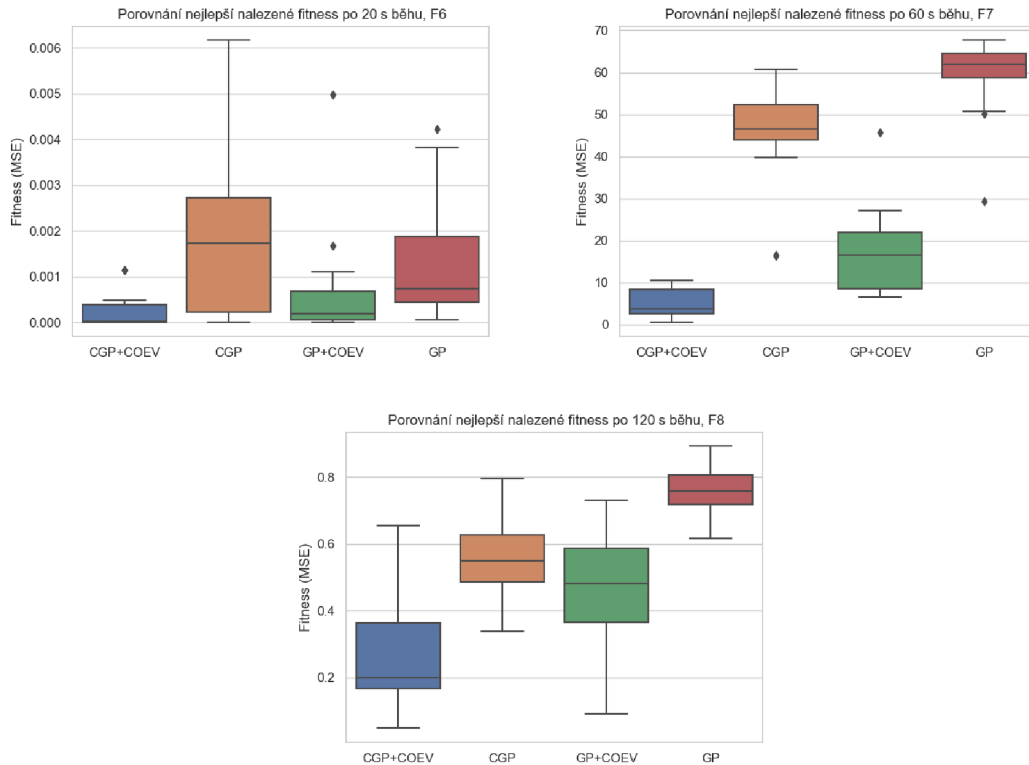 Porovnání nejlepší nalezené fitness po 20 s běhu, F6
Fitness (MSE)
0.006
0.005
0.004
0.003
0.002
0.001
0.000
CGP+COEV CGP GP+COEV GP
Porovnání nejlepší nalezené fitness po 60 s běhu, F7
Fitness (MSE)
70
60
50
40
30
20
10
0
CGP+COEV CGP GP+COEV GP
Porovnání nejlepší nalezené fitness po 120 s běhu, F8
Fitness (MSE)
0.8
0.6
0.4
0.2
CGP+COEV CGP GP+COEV GP